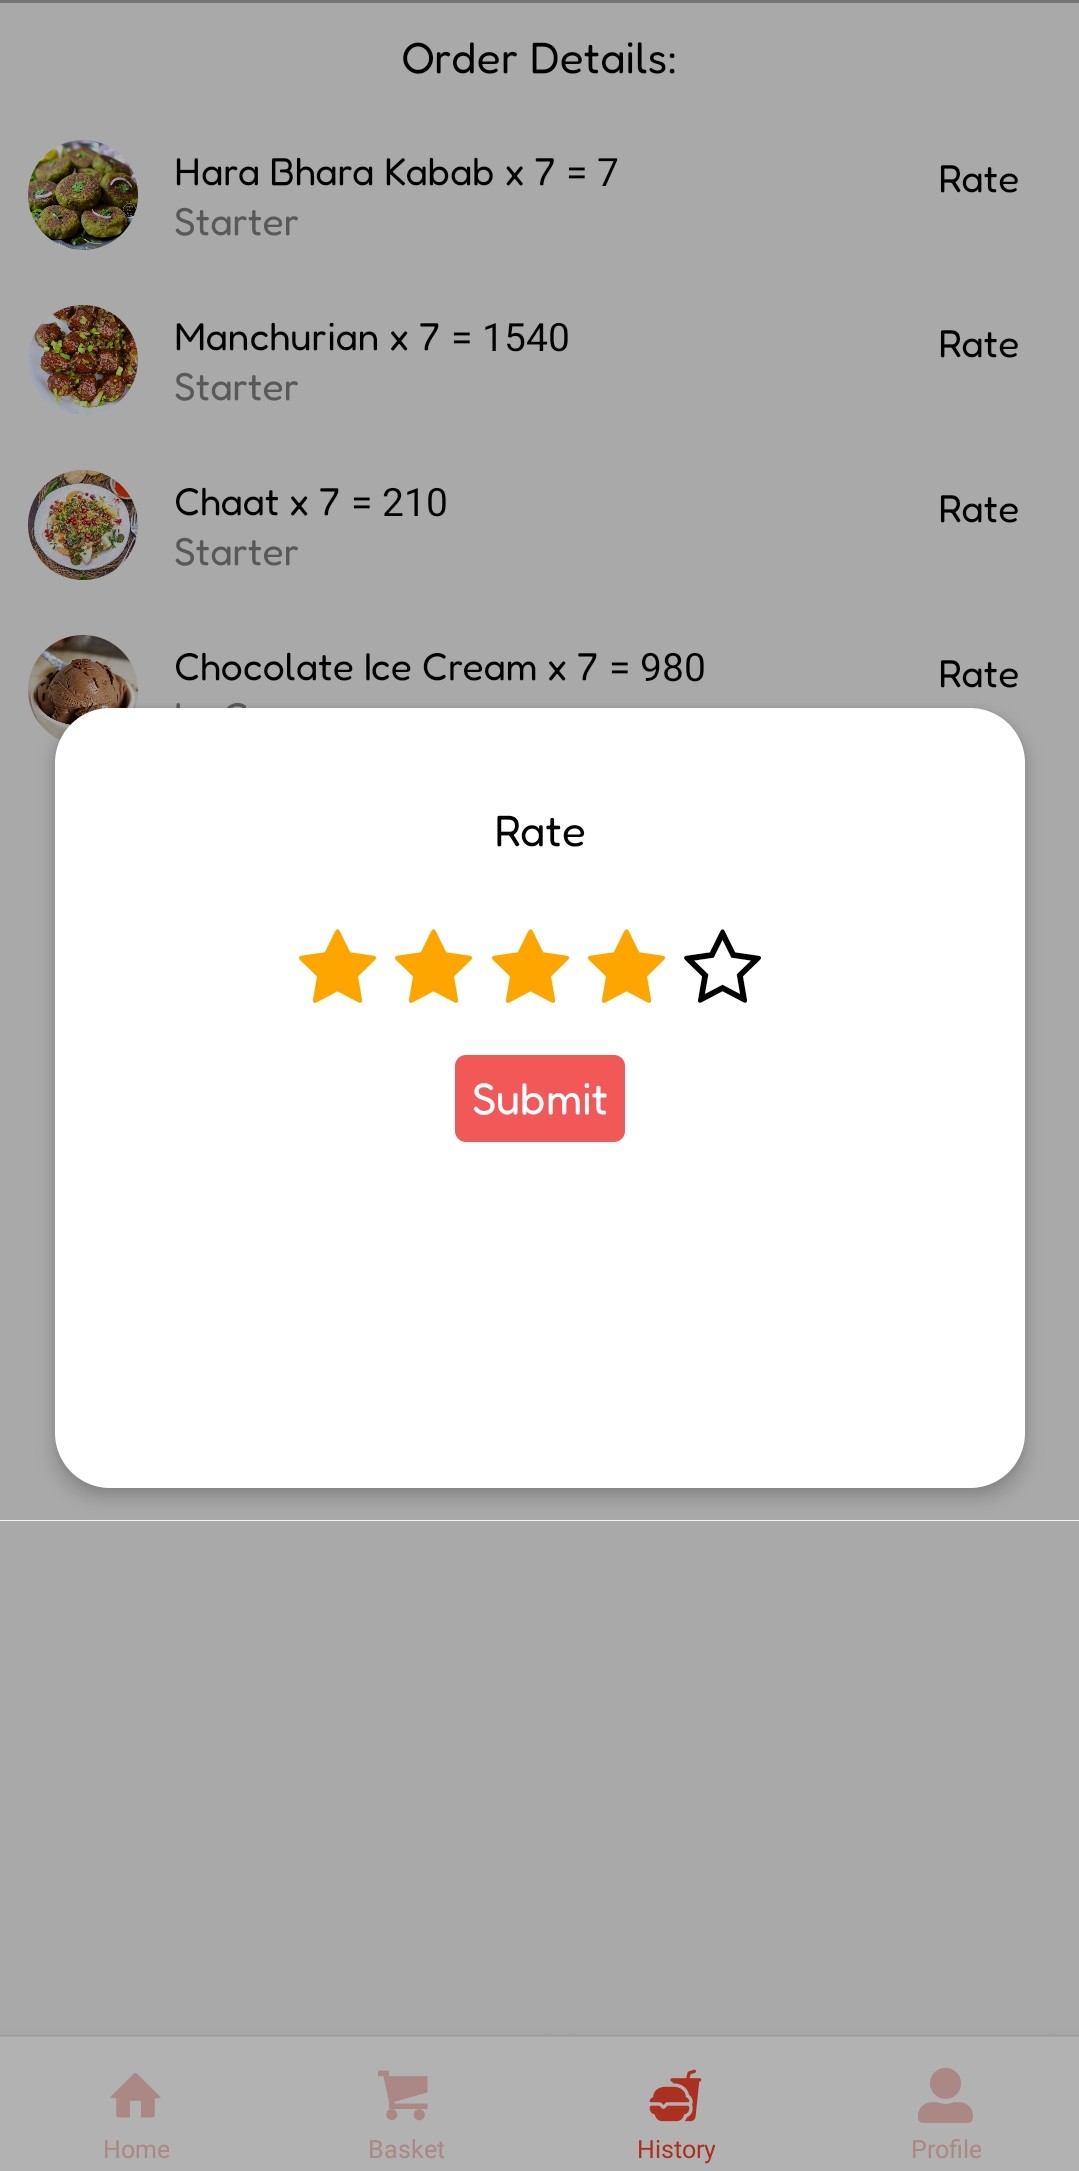 Order Details:
Hara Bhara Kabab x 7 = 7
Rate
Starter
Manchurian x 7 = 1540
Rate
Starter
Chaat x 7 = 210
Rate
Starter
Chocolate Ice Cream x 7 = 980
Rate
Rate
Submit
Home
Basket
History
Profile